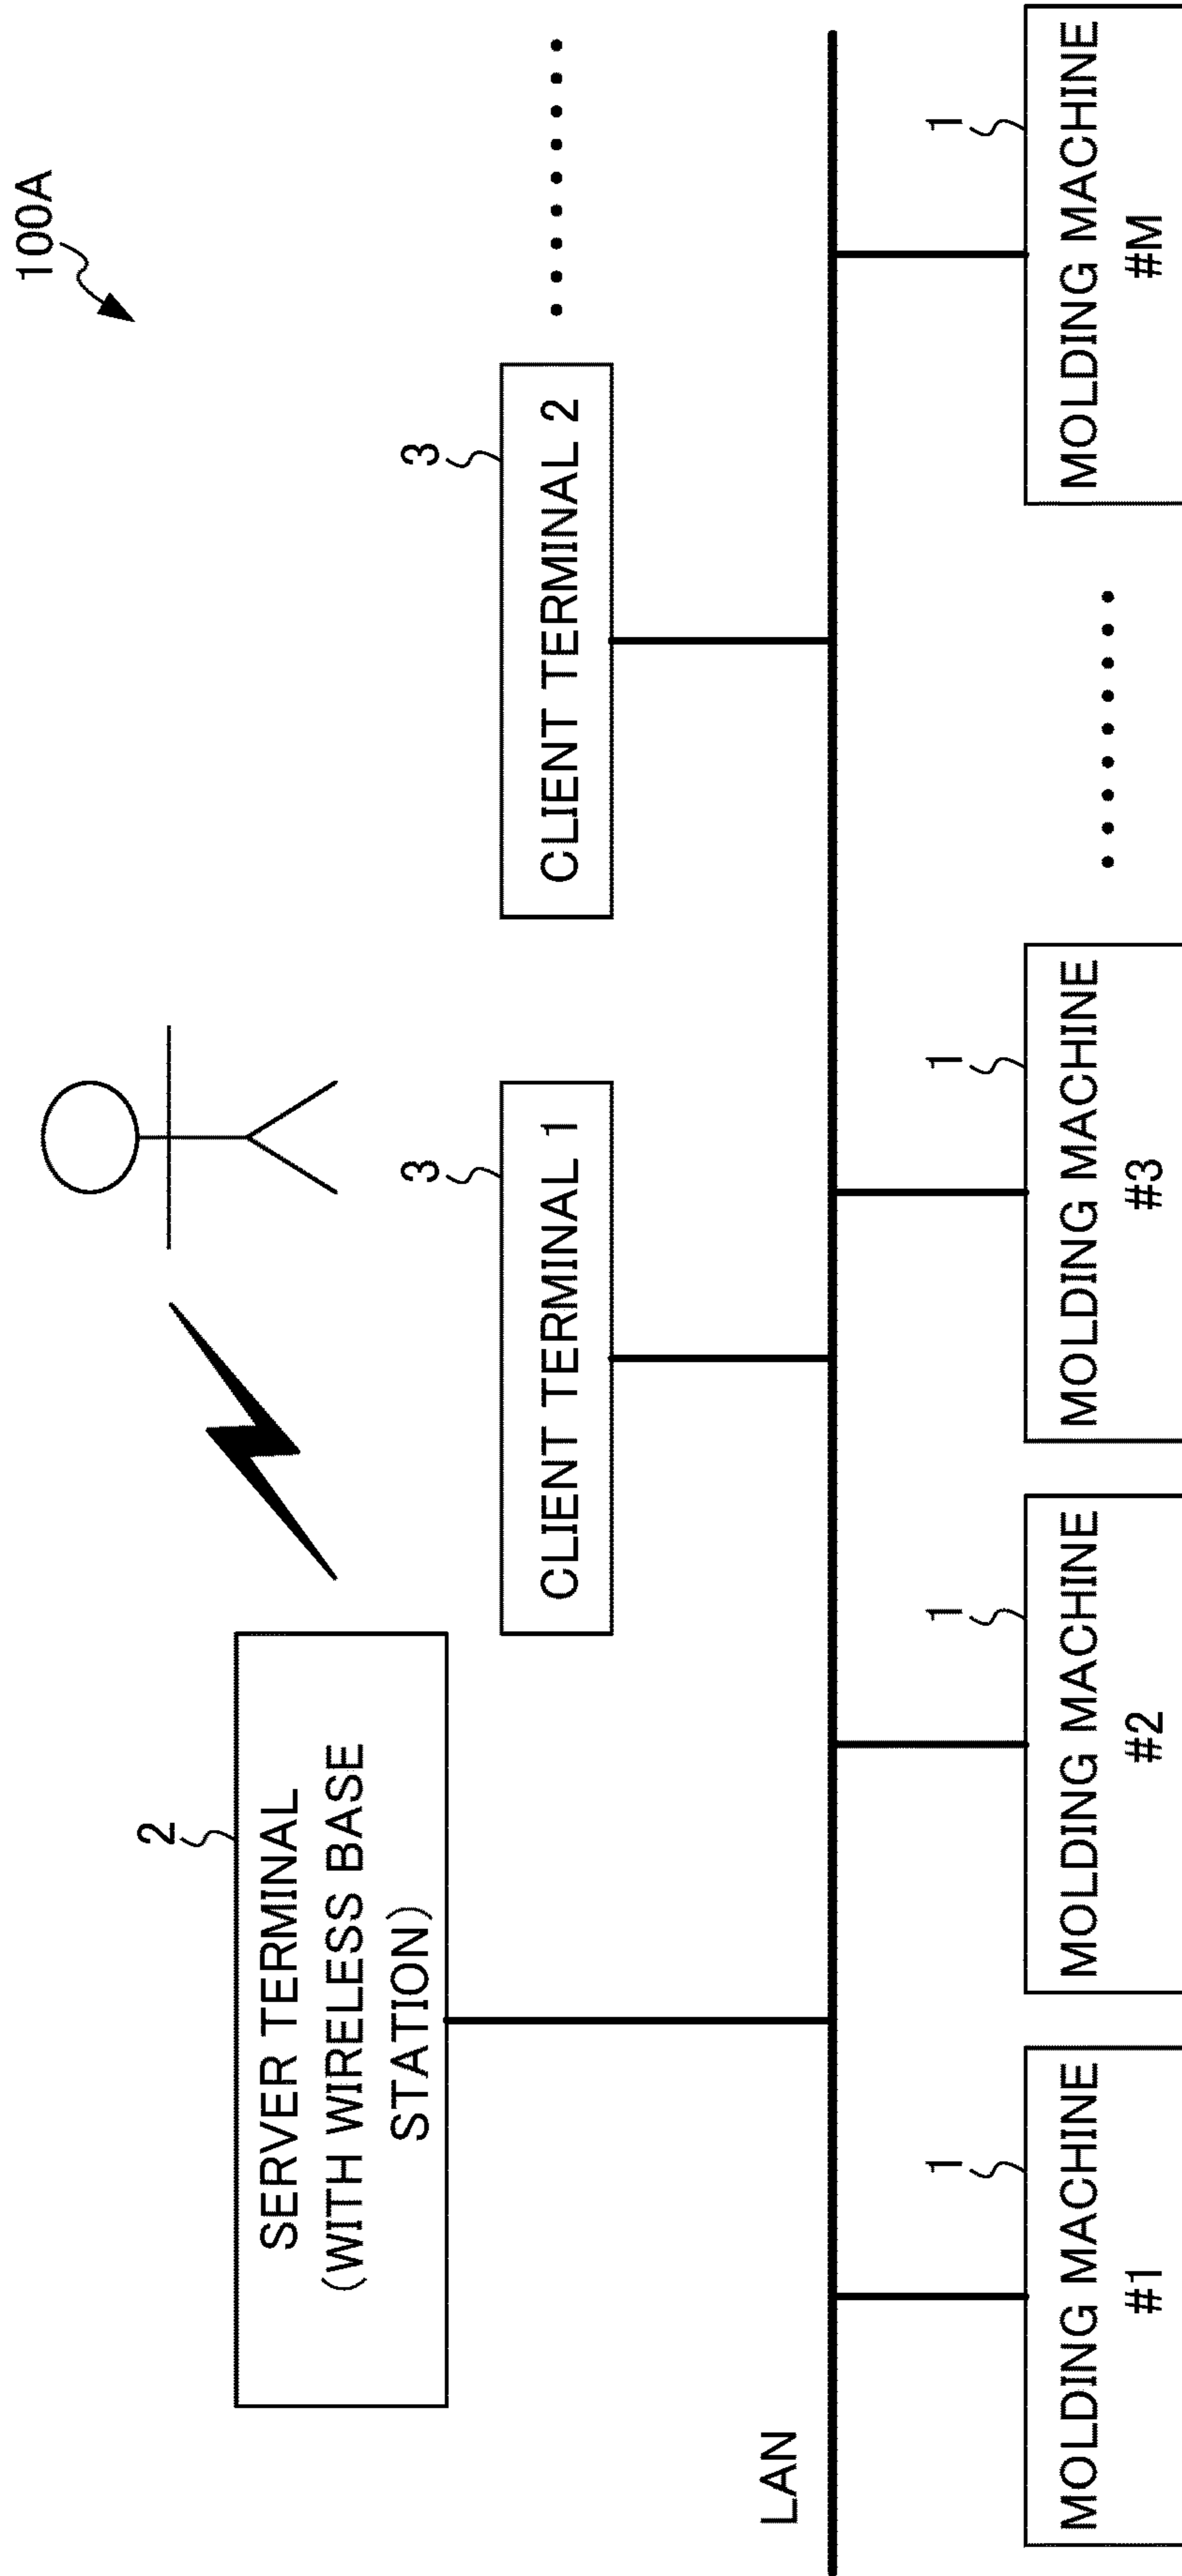 100A
2
SERVER TERMINAL
(WITH WIRELESS BASE
STATION)
3
CLIENT TERMINAL 1
3
CLIENT TERMINAL 2
LAN
1
MOLDING MACHINE
#1
1
MOLDING MACHINE
#2
1
MOLDING MACHINE
#3
1
MOLDING MACHINE
#M